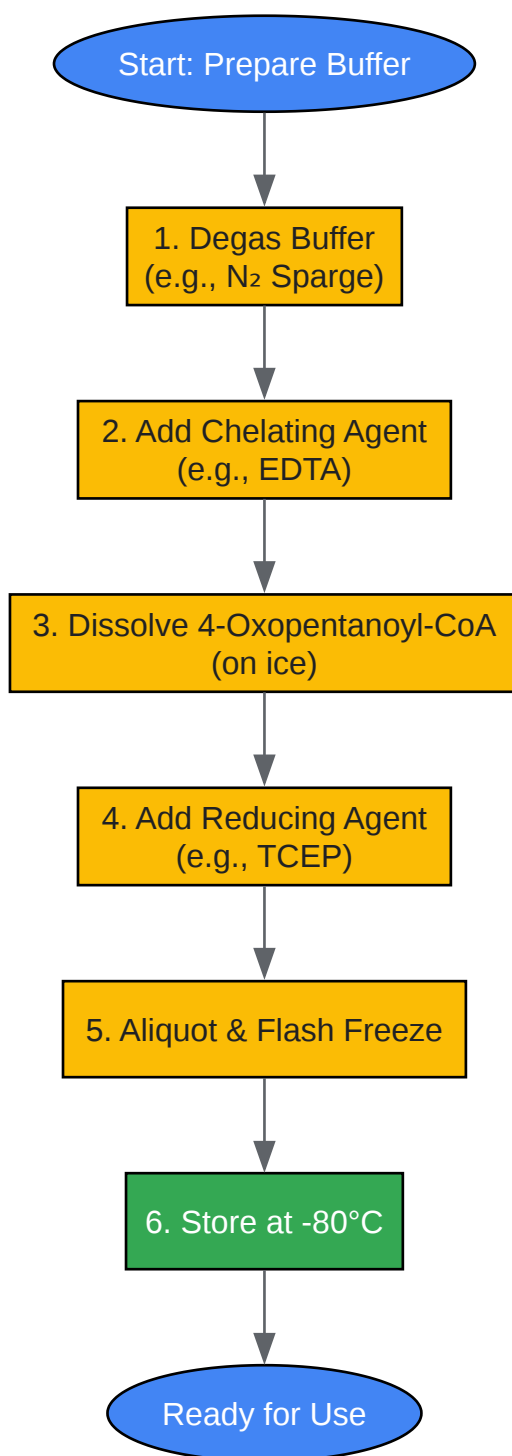 Start: Prepare Buffer
1. Degas Buffer
(e.g., N₂ Sparge)
2. Add Chelating Agent
(e.g., EDTA)
3. Dissolve 4-Oxopentanoyl-CoA
(on ice)
4. Add Reducing Agent
(e.g., TCEP)
5. Aliquot & Flash Freeze
6. Store at -80°C
Ready for Use